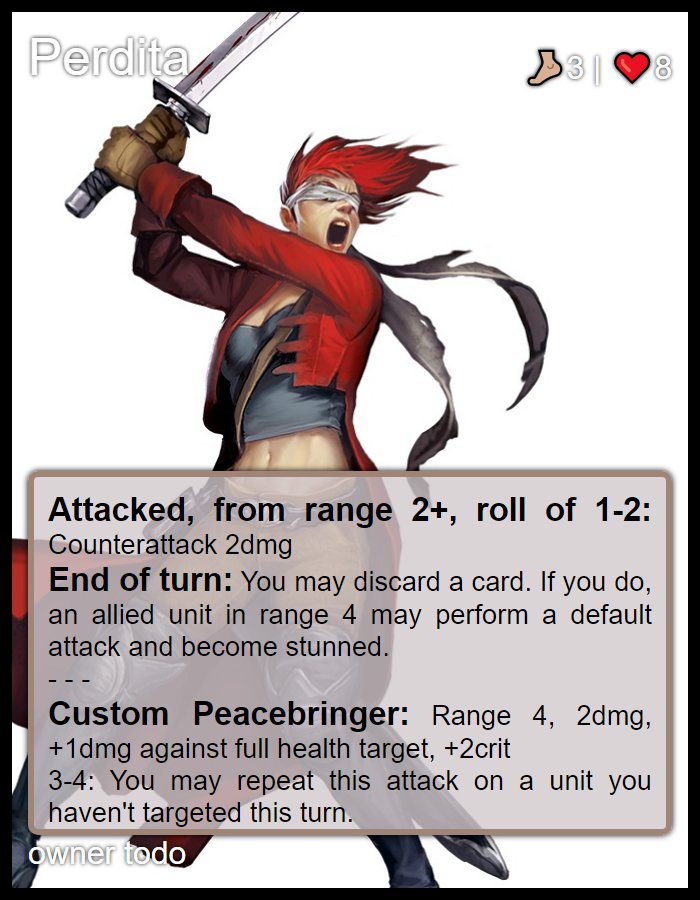 Perdita
3 | 8
Attacked, from range 2+, roll of 1-2:
Counterattack 2dmg
End of turn: You may discard a card. If you do,
an allied unit in range 4 may perform a default
attack and become stunned.
- - -
Custom Peacebringer: Range 4, 2dmg,
+1dmg against full health target, +2crit
3-4: You may repeat this attack on a unit you
haven't targeted this turn.
owner todo